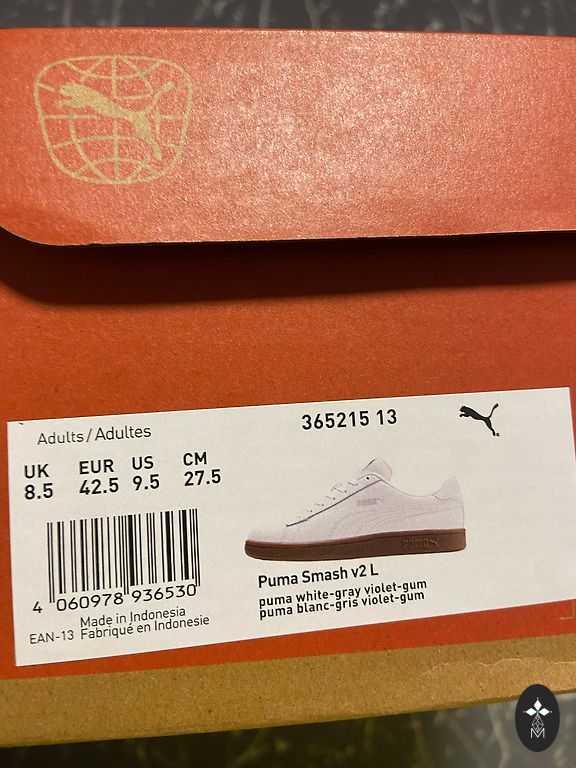 Adults/Adultes
365215 13
UK EUR US CM
8.5 42.5 9.5 27.5
PUMA
PUMA
4 060978 936530
Made in Indonesia
EAN-13 Fabriqué en Indonesie
Puma Smash v2 L
puma white-gray violet-gum
puma blanc-gris violet-gum
M